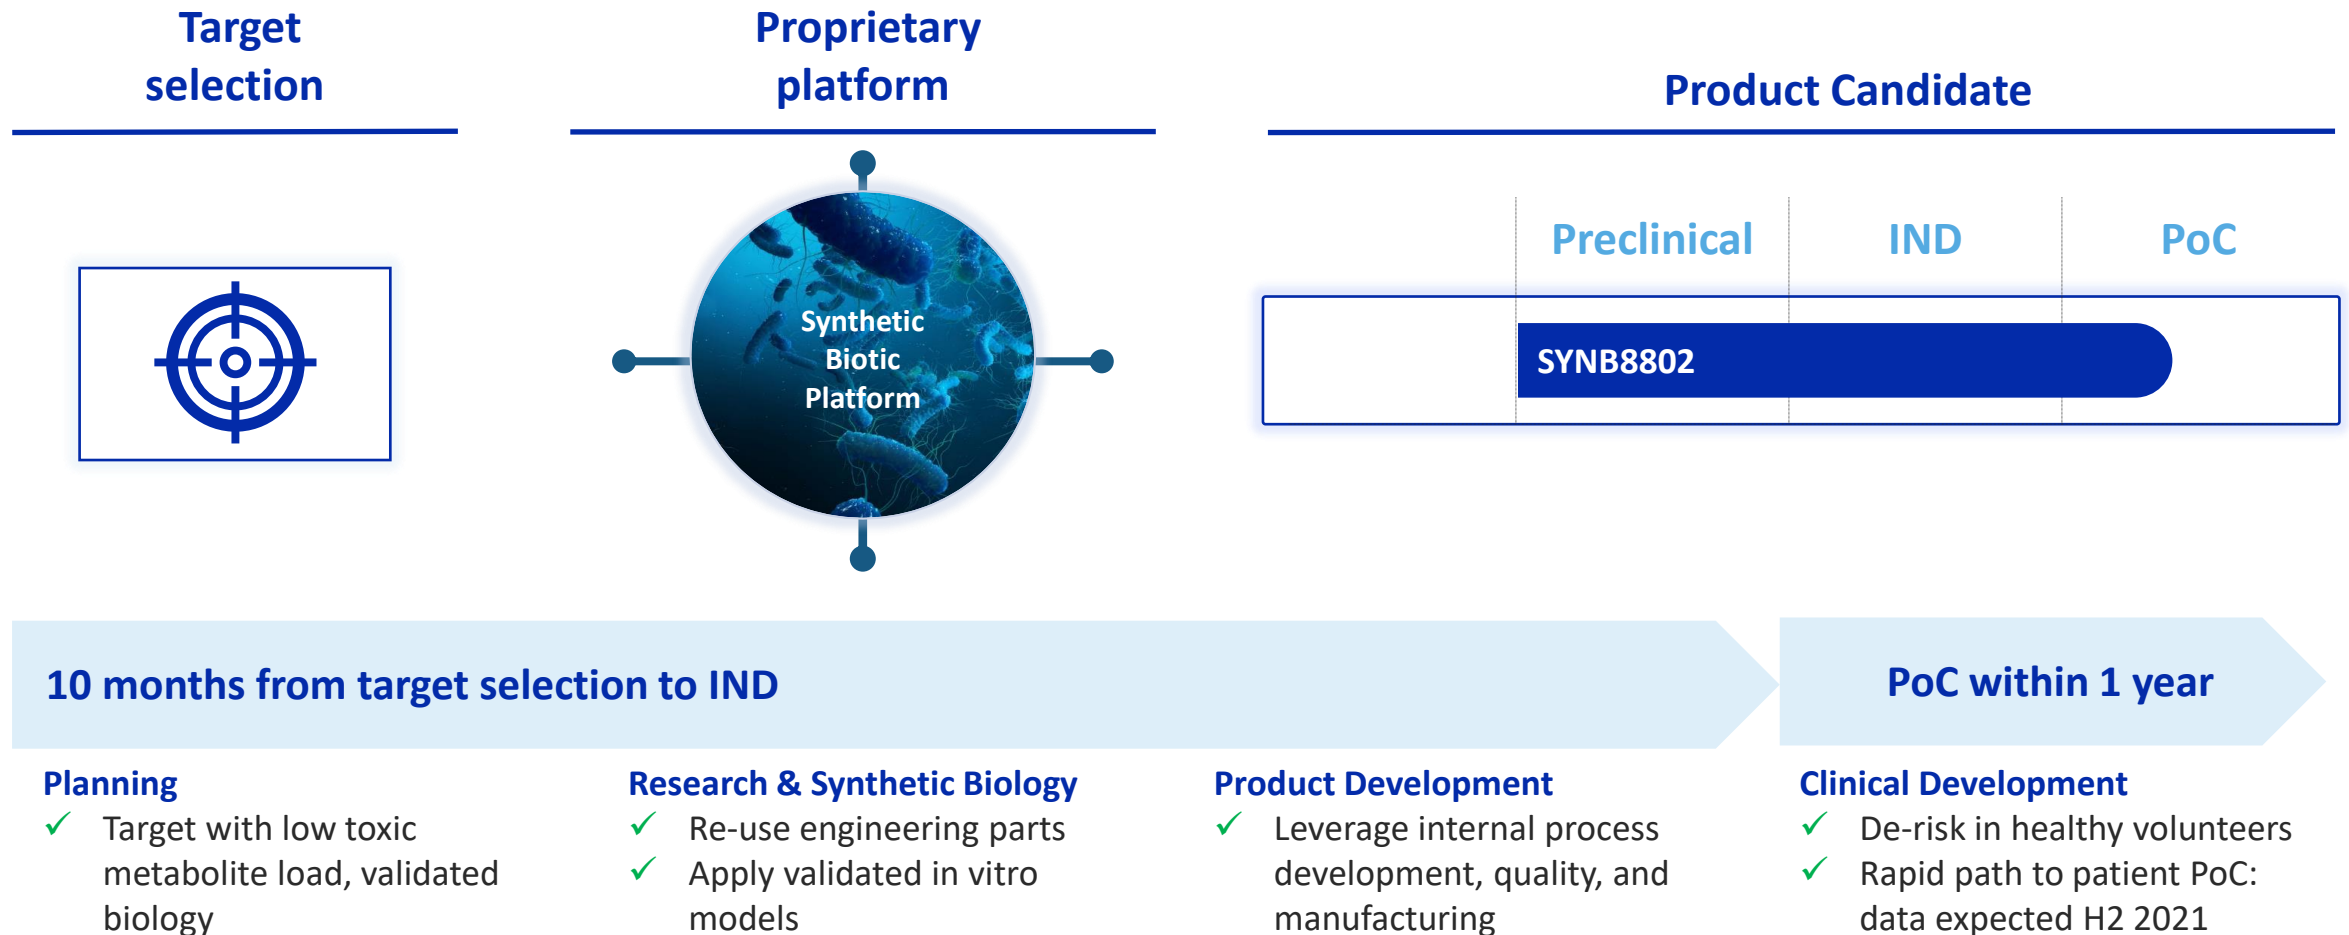 Target
selection
Proprietary
platform
Product Candidate
Synthetic
Biotic
Platform
Preclinical
IND
PoC
SYNB8802
10 months from target selection to IND
PoC within 1 year
Planning
✓ Target with low toxic
metabolite load, validated
biology
Research & Synthetic Biology
✓ Re-use engineering parts
✓ Apply validated in vitro
models
Product Development
✓ Leverage internal process
development, quality, and
manufacturing
Clinical Development
✓ De-risk in healthy volunteers
✓ Rapid path to patient PoC:
data expected H2 2021